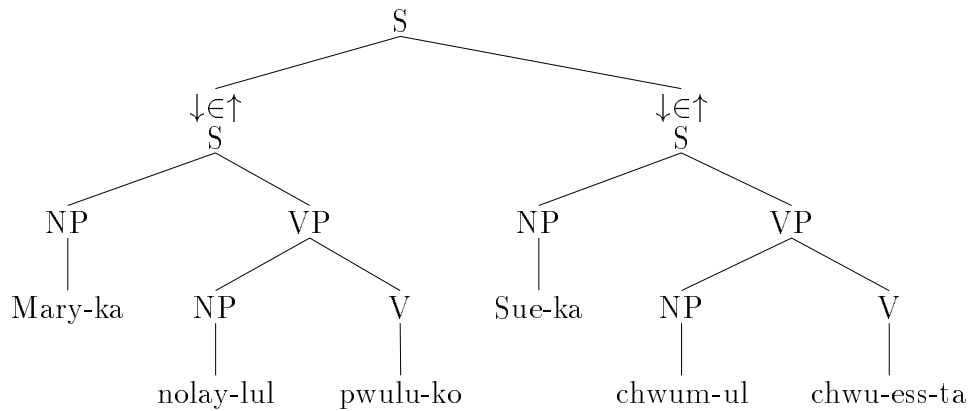 S
↓∈↑ ↓∈↑
S S
NP VP NP VP
Mary-ka NP V Sue-ka NP V
nolay-lul pwulu-ko chwum-ul chwu-ess-ta